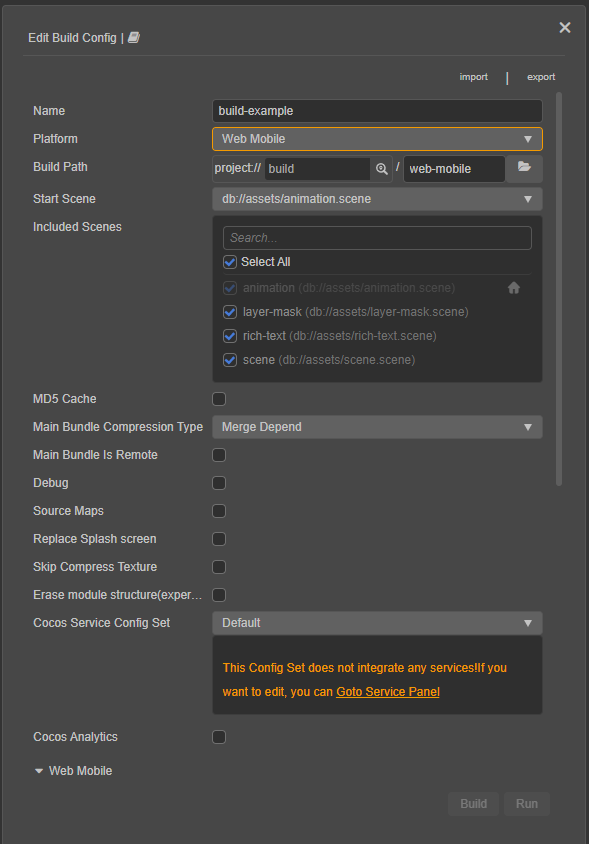 Edit Build Config |
import | export
Name build-example
Platform Web Mobile
Build Path project:// build / web-mobile
Start Scene db://assets/animation.scene
Included Scenes Search...
Select All
animation (db://assets/animation.scene)
layer-mask (db://assets/layer-mask.scene)
rich-text (db://assets/rich-text.scene)
scene (db://assets/scene.scene)
MD5 Cache
Main Bundle Compression Type Merge Depend
Main Bundle Is Remote
Debug
Source Maps
Replace Splash screen
Skip Compress Texture
Erase module structure(exper...
Cocos Service Config Set Default
This Config Set does not integrate any services!If you
want to edit, you can Goto Service Panel
Cocos Analytics
Web Mobile
Build Run